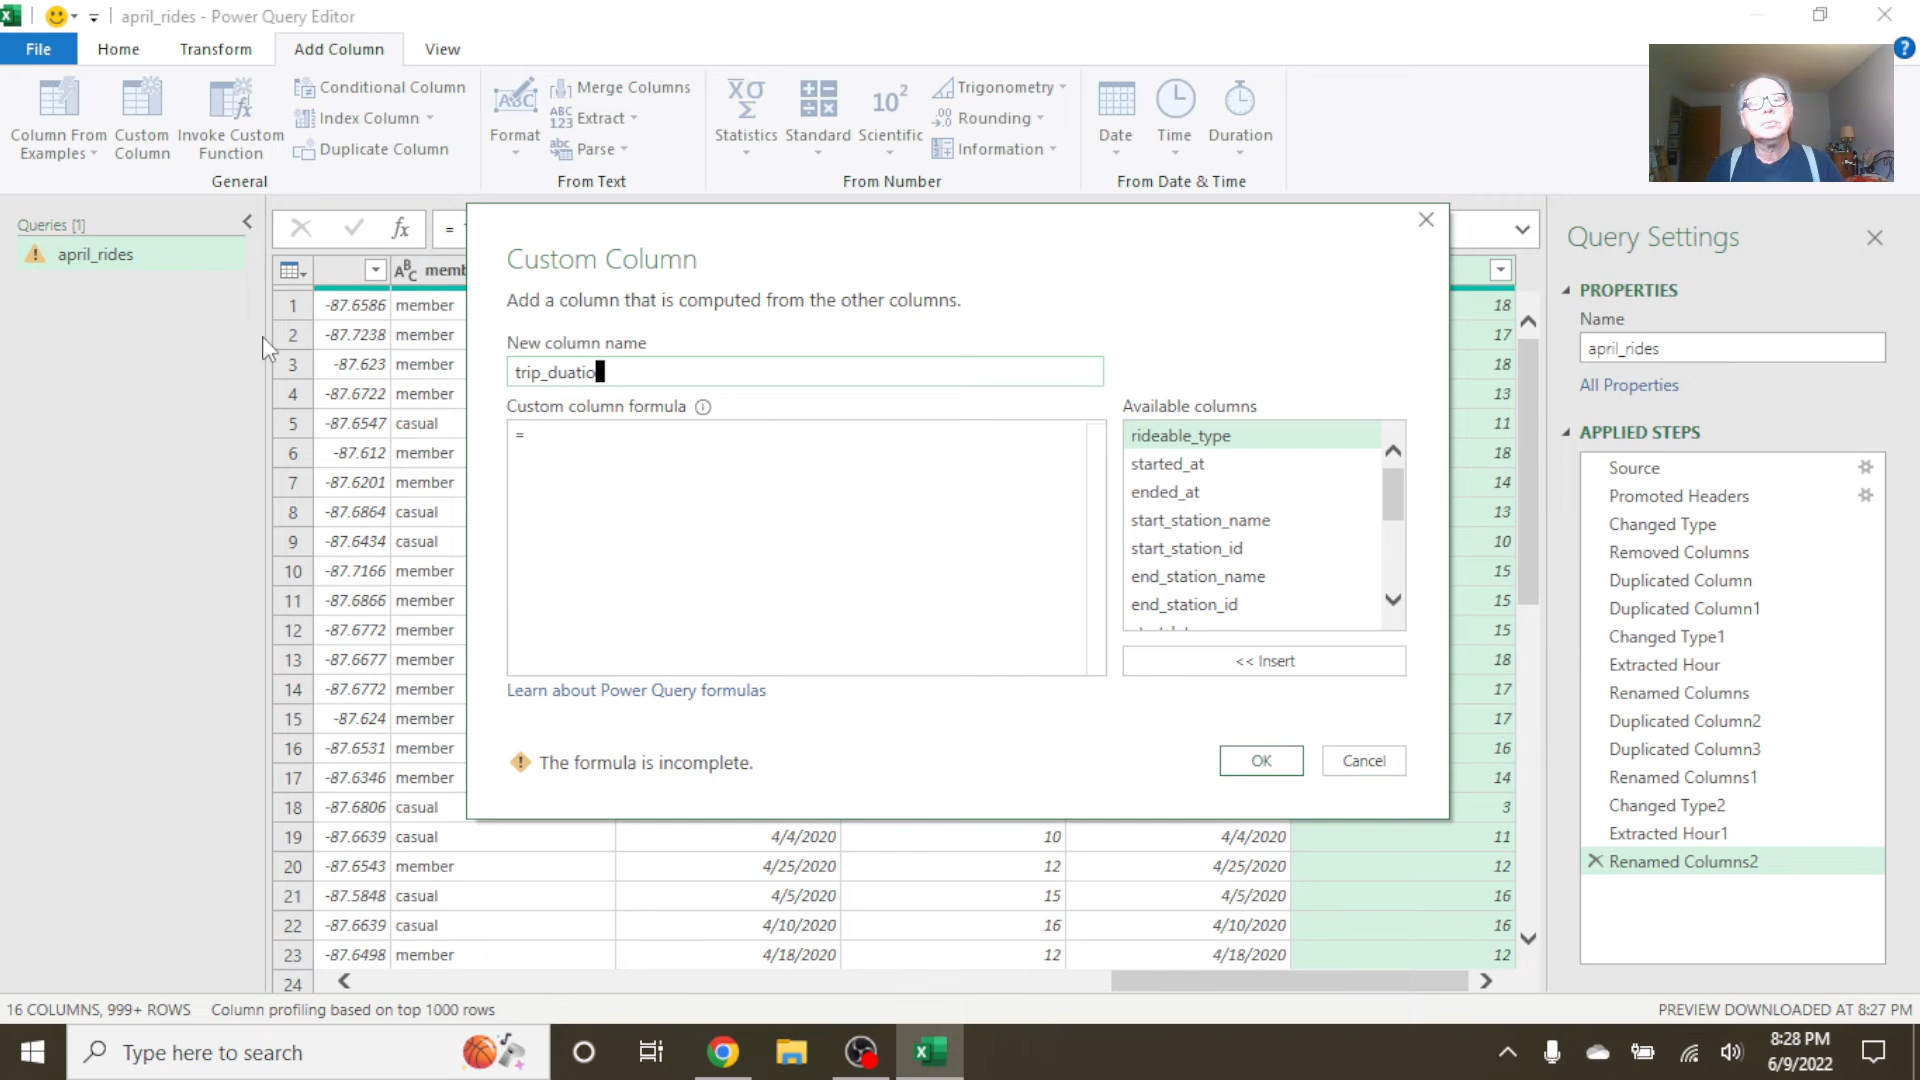 april_rides - Power Query Editor
File Home Transform Add Column View
Column From Examples
Custom Column
Invoke Custom Function
Conditional Column
Index Column
Duplicate Column
General
Format
Merge Columns
Extract
Parse
From Text
Statistics
Standard
Scientific
Trigonometry
Rounding
Information
From Number
Date
Time
Duration
From Date & Time
Queries [1]
april_rides
fx =
memb
1 -87.6586 member 18
2 -87.7238 member 17
3 -87.623 member 18
4 -87.6722 member 13
5 -87.6547 casual 11
6 -87.612 member 18
7 -87.6201 member 14
8 -87.6864 casual 13
9 -87.6434 casual 10
10 -87.7166 member 15
11 -87.6866 member 15
12 -87.6772 member 15
13 -87.6677 member 18
14 -87.6772 member 17
15 -87.624 member 17
16 -87.6531 member 16
17 -87.6346 member 14
18 -87.6806 casual 3
19 -87.6639 casual 4/4/2020 10 4/4/2020 11
20 -87.6543 member 4/25/2020 12 4/25/2020 12
21 -87.5848 casual 4/5/2020 15 4/5/2020 16
22 -87.6639 casual 4/10/2020 16 4/10/2020 16
23 -87.6498 member 4/18/2020 12 4/18/2020 12
24
Custom Column
Add a column that is computed from the other columns.
New column name
trip_duatio
Custom column formula
=
Available columns
rideable_type
started_at
ended_at
start_station_name
start_station_id
end_station_name
end_station_id
<< Insert
Learn about Power Query formulas
The formula is incomplete.
OK
Cancel
Query Settings
PROPERTIES
Name
april_rides
All Properties
APPLIED STEPS
Source
Promoted Headers
Changed Type
Removed Columns
Duplicated Column
Duplicated Column1
Changed Type1
Extracted Hour
Renamed Columns
Duplicated Column2
Duplicated Column3
Renamed Columns1
Changed Type2
Extracted Hour1
Renamed Columns2
16 COLUMNS, 999+ ROWS Column profiling based on top 1000 rows
PREVIEW DOWNLOADED AT 8:27 PM
Type here to search
8:28 PM
6/9/2022